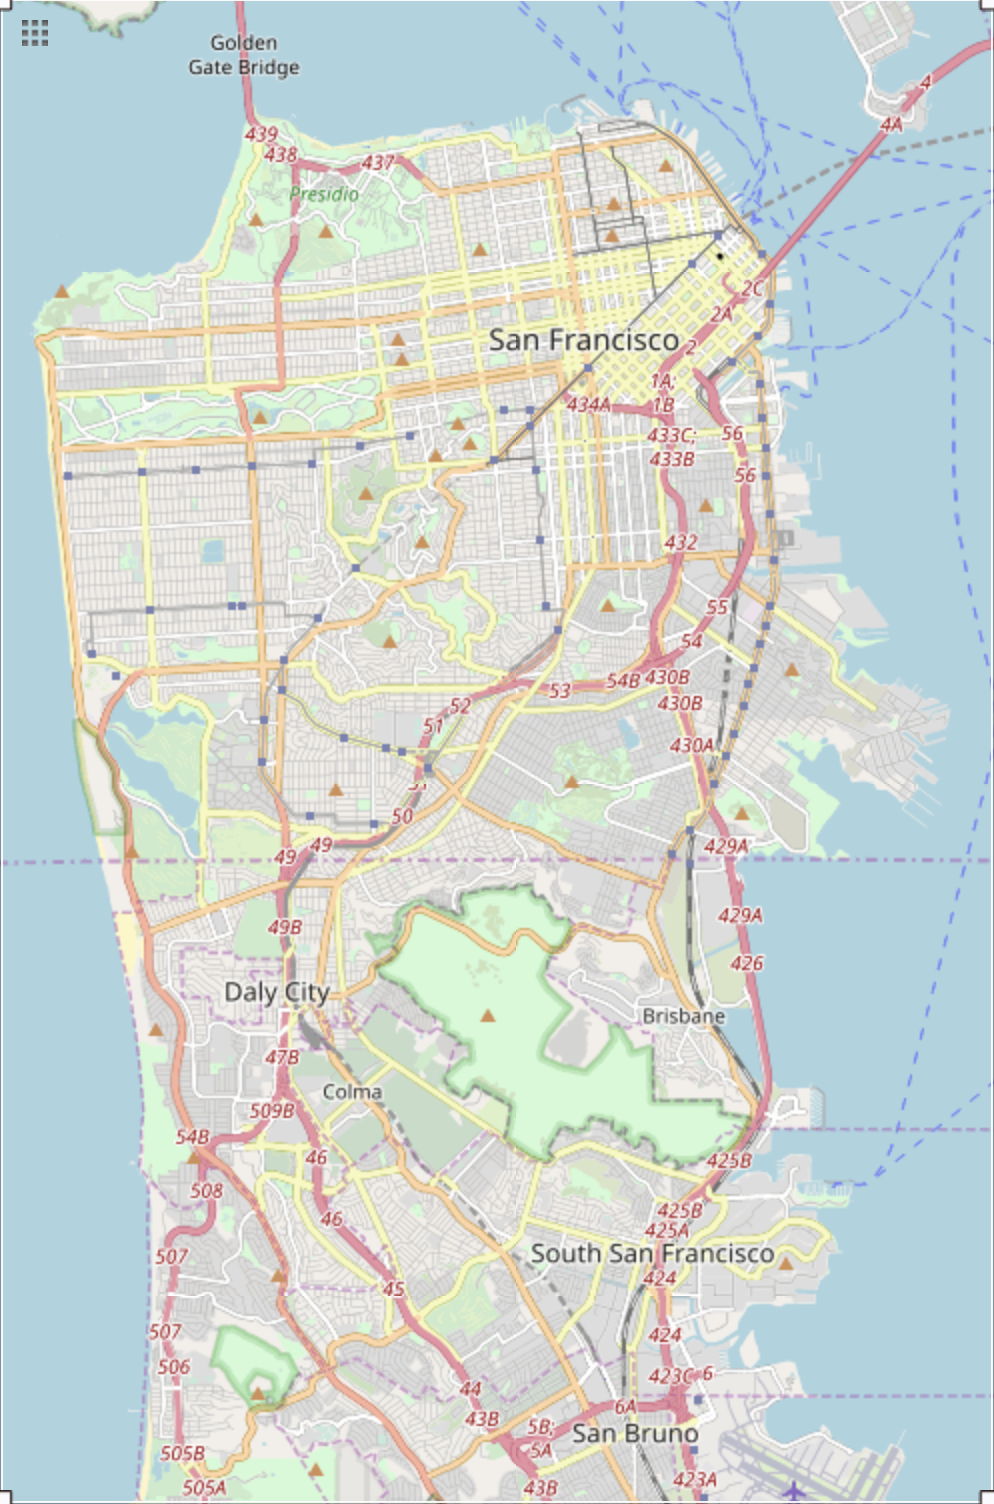 Golden
Gate Bridge
4
4A
439
438
437
Presidio
2C
2A
San Francisco
2
1A;
1B
434A
433C;
433B
56
56
432
55
54
54B
430B
53
52
430B
51
430A
50
49
49
429A
429A
49B
426
Daly City
Brisbane
47B
Colma
509B
54B
46
425B
508
46
425B
425A
507
South San Francisco
424
45
507
424
506
423C
6
44
43B
6A
5B;
5A
San Bruno
505B
505A
43B
423A